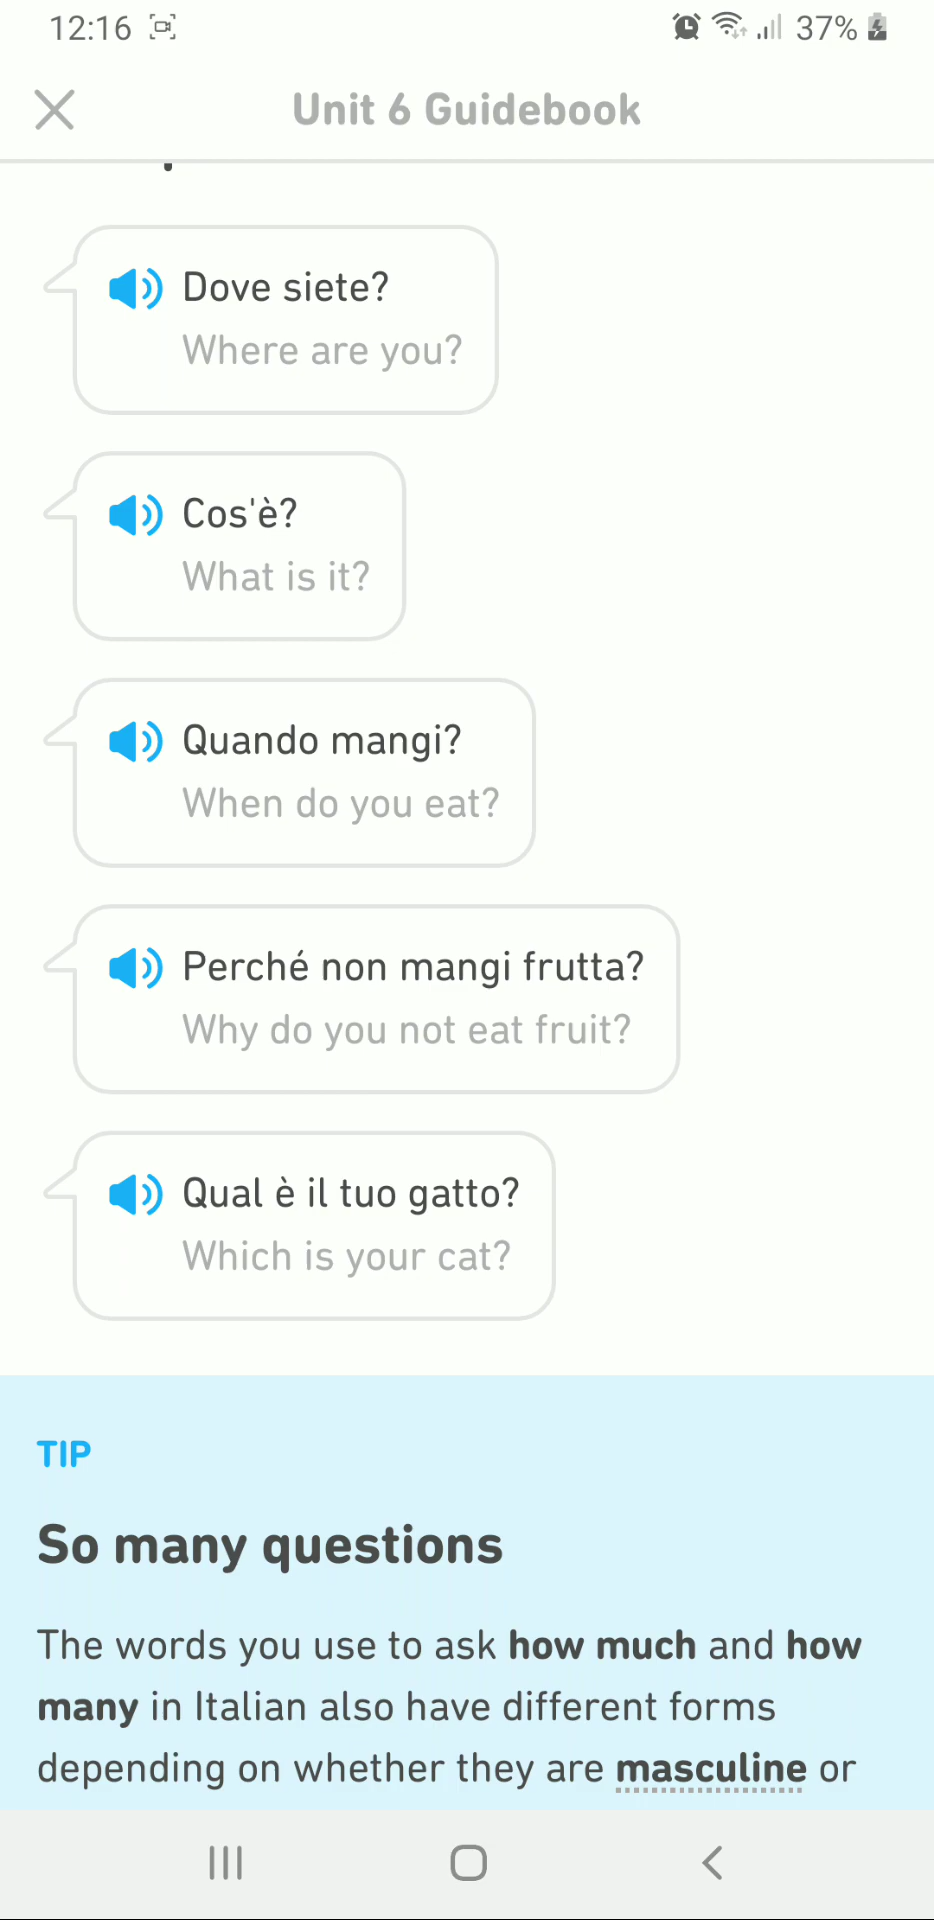 12:16
37%
Unit 6 Guidebook
Dove siete?
Where are you?
Cos'è?
What is it?
Quando mangi?
When do you eat?
Perché non mangi frutta?
Why do you not eat fruit?
Qual è il tuo gatto?
Which is your cat?
TIP
So many questions
The words you use to ask how much and how
many in Italian also have different forms
depending on whether they are masculine or